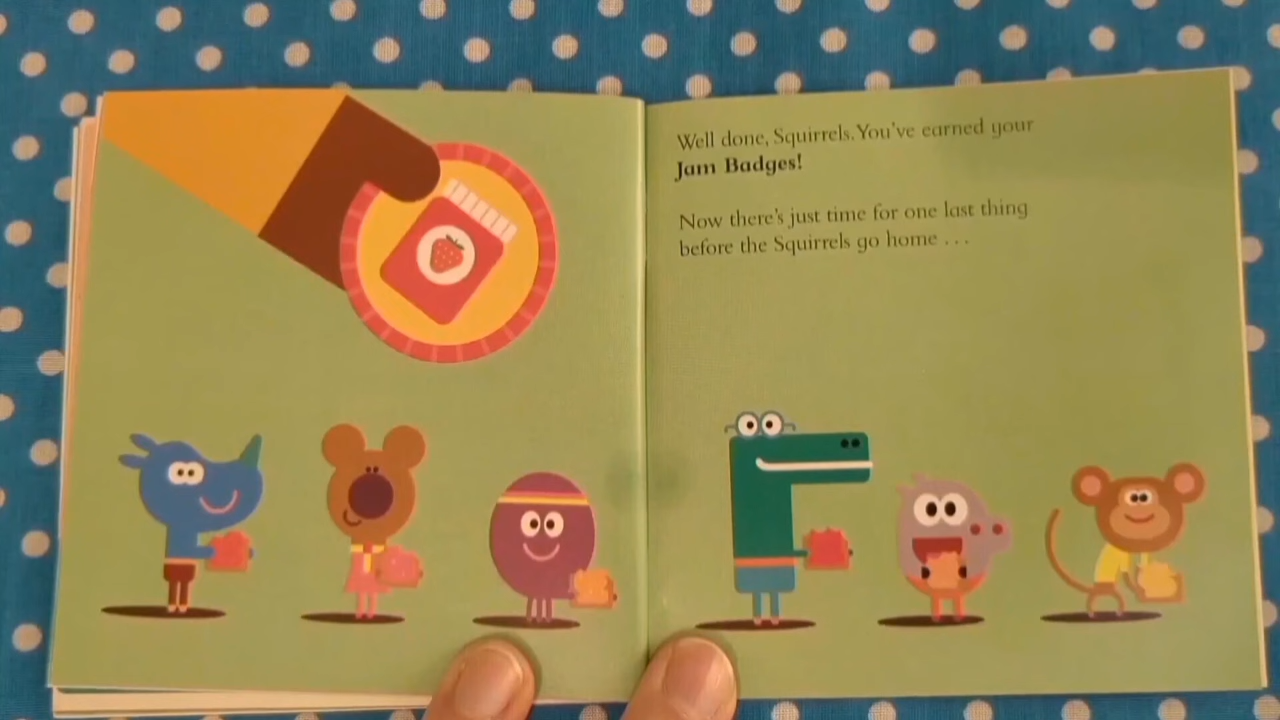 Well done, Squirrels. You've earned your
Jam Badges!
Now there's just time for one last thing
before the Squirrels go home . . .